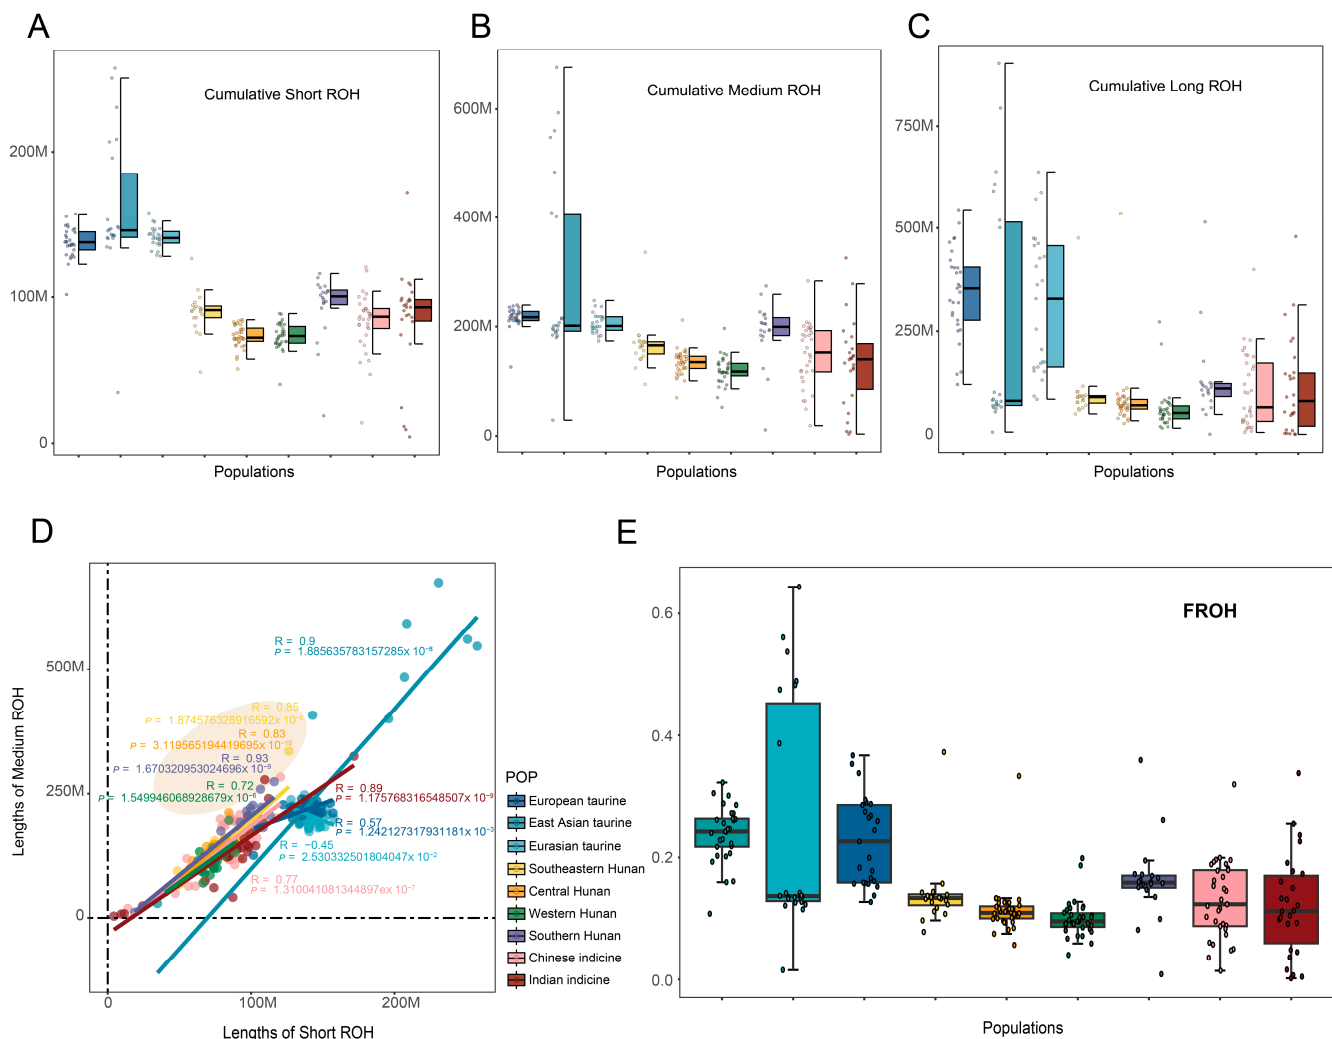 A
B
C
Cumulative Short ROH
Cumulative Medium ROH
Cumulative Long ROH
200M
100M
0
600M
400M
200M
0
750M
500M
250M
0
Populations
Populations
Populations
D
E
Lengths of Medium ROH
500M
250M
0
R = 0.9
P = 1.885635783157285x 10⁻⁸
R = 0.85
P = 1.874576328916592x 10⁻⁶
R = 0.83
P = 3.119565194419695x 10⁻¹⁰
R = 0.93
P = 1.670320953024696x 10⁻⁹
R = 0.72
P = 1.549946068928679x 10⁻⁶
R = 0.89
P = 1.175768316548507x 10⁻⁹
R = 0.57
P = 1.242127317931181x 10⁻³
R = −0.45
P = 2.530332501804047x 10⁻²
R = 0.77
P = 1.310041081344897ex 10⁻⁷
0
100M
200M
Lengths of Short ROH
POP
European taurine
East Asian taurine
Eurasian taurine
Southeastern Hunan
Central Hunan
Western Hunan
Southern Hunan
Chinese indicine
Indian indicine
FROH
0.6
0.4
0.2
0.0
Populations